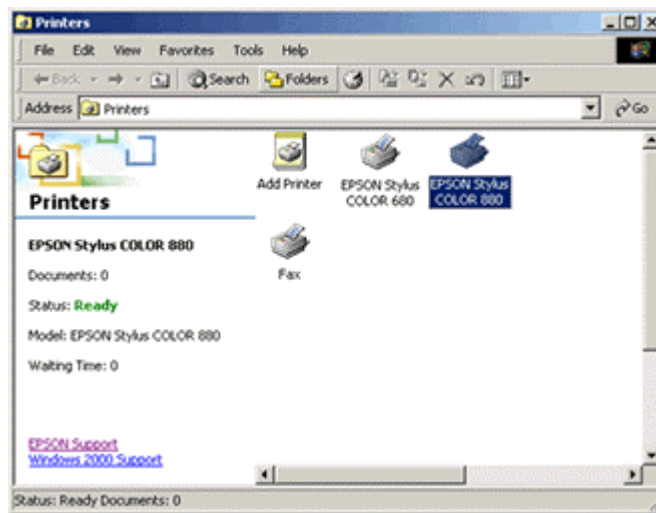 Printers
File Edit View Favorites Tools Help
Back Search Folders
Address Printers Go
Add Printer
EPSON Stylus
COLOR 680
EPSON Stylus
COLOR 880
Fax
Printers
EPSON Stylus COLOR 880
Documents: 0
Status: Ready
Model: EPSON Stylus COLOR 880
Waiting Time: 0
EPSON Support
Windows 2000 Support
Status: Ready Documents: 0